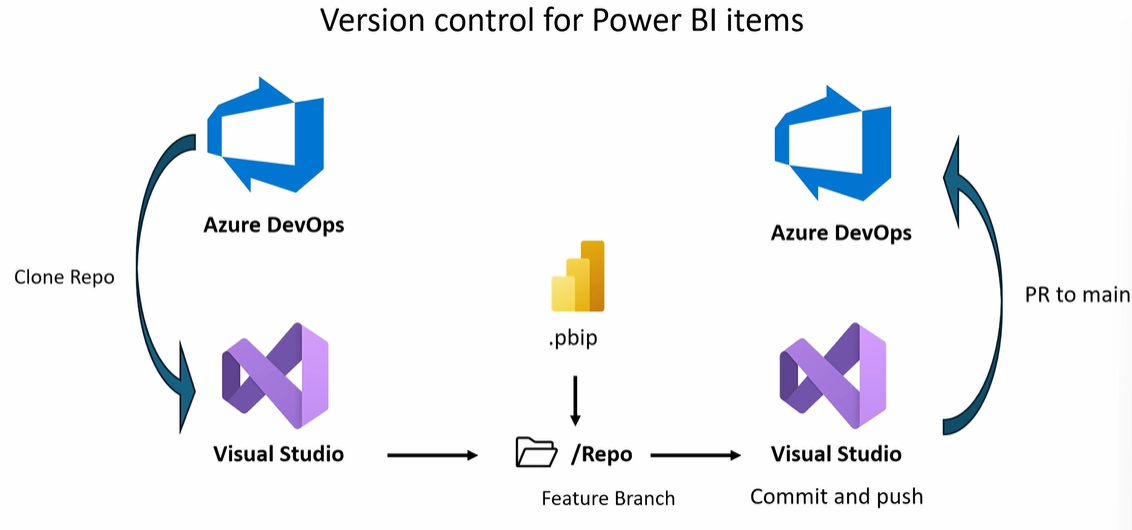 Version control for Power BI items
Azure DevOps
Azure DevOps
Clone Repo
PR to main
.pbip
Visual Studio
/Repo
Visual Studio
Feature Branch
Commit and push